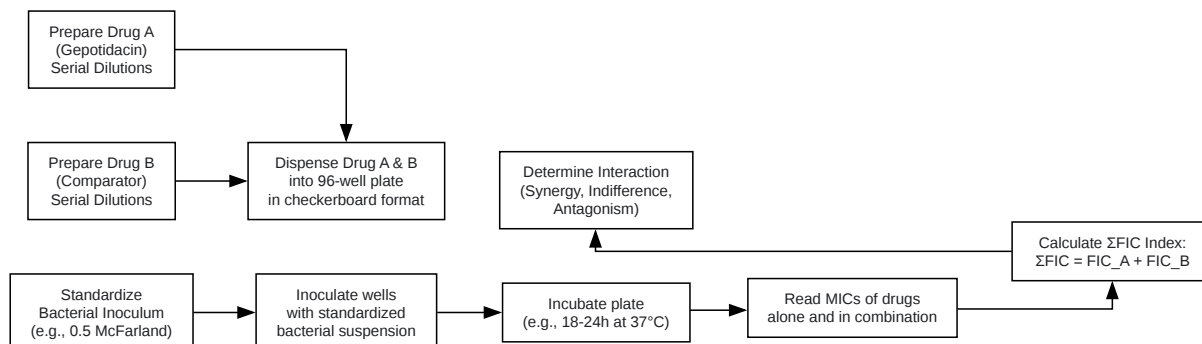 Prepare Drug A
(Gepotidacin)
Serial Dilutions
Prepare Drug B
(Comparator)
Serial Dilutions
Dispense Drug A & B
into 96-well plate
in checkerboard format
Determine Interaction
(Synergy, Indifference,
Antagonism)
Calculate ΣFIC Index:
ΣFIC = FIC_A + FIC_B
Standardize
Bacterial Inoculum
(e.g., 0.5 McFarland)
Inoculate wells
with standardized
bacterial suspension
Incubate plate
(e.g., 18-24h at 37°C)
Read MICs of drugs
alone and in combination